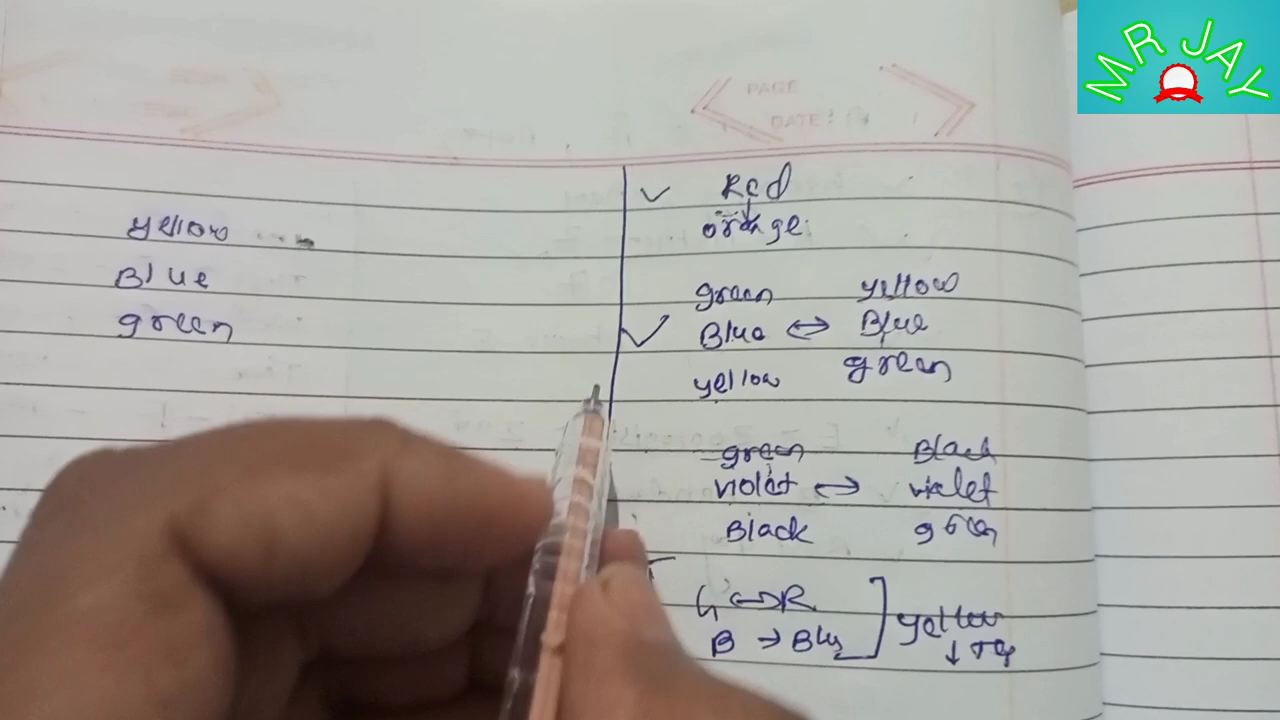 MR JAY
PAGE
DATE:
yellow
Blue
green
Red
orange
green yellow
Blue ⇔ Blue
yellow green
green Black
violet ↔ violet
Black green
G ↔ R
B → Blu
yellow
↓